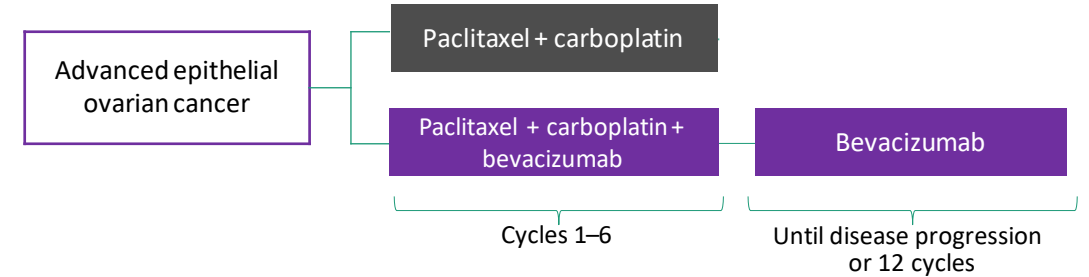 Advanced epithelial
ovarian cancer
Paclitaxel + carboplatin
Paclitaxel + carboplatin +
bevacizumab
Bevacizumab
Cycles 1–6
Until disease progression
or 12 cycles